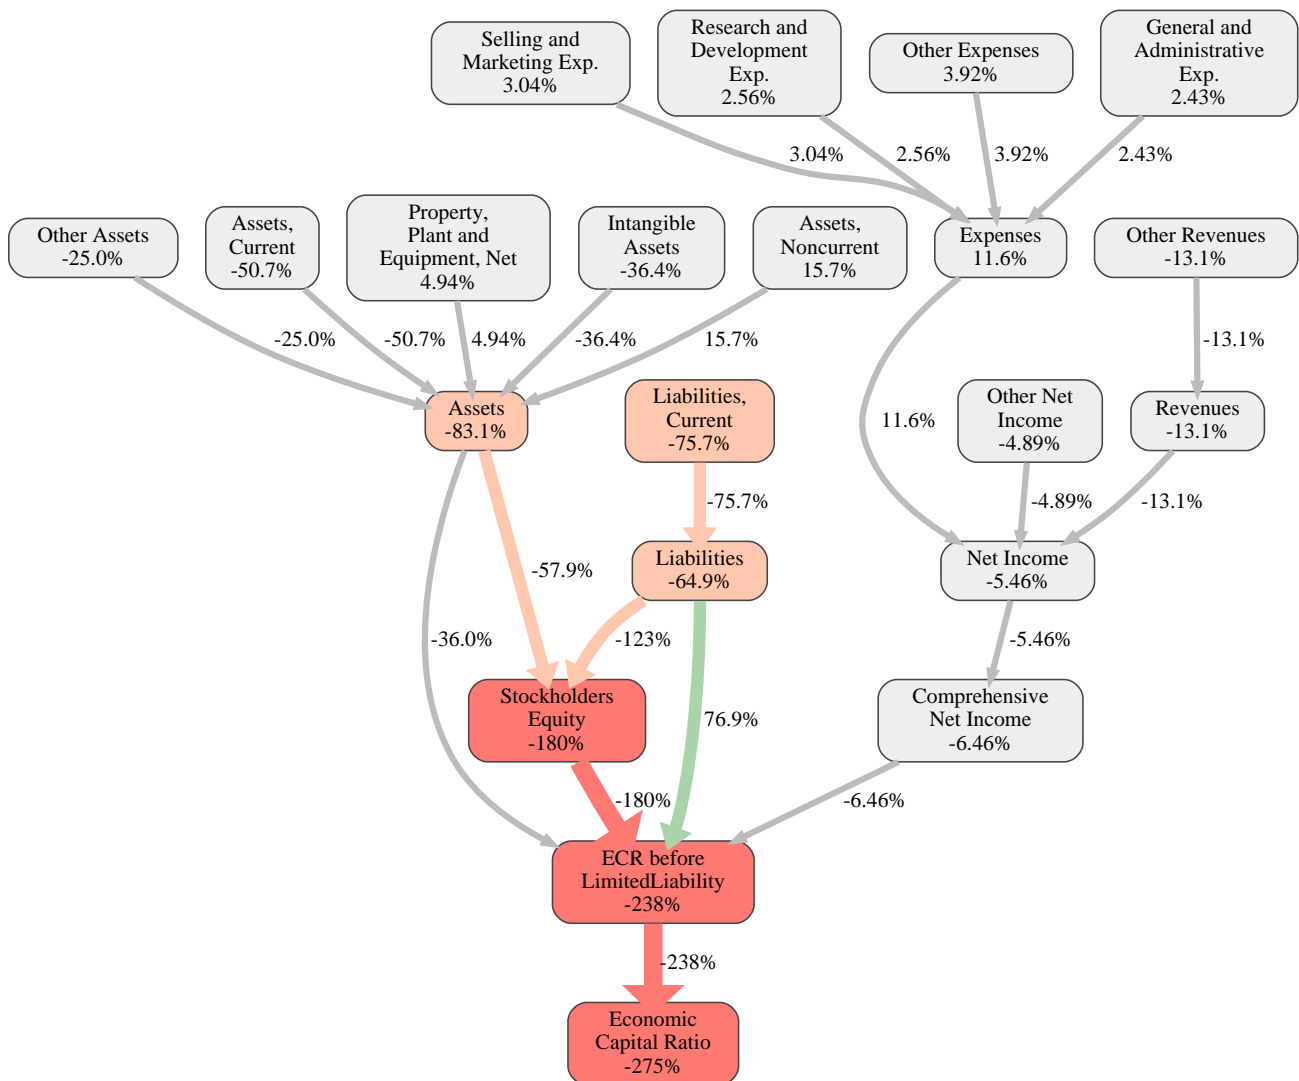 Selling and
Marketing Exp.
3.04%
Research and
Development
Exp.
2.56%
Other Expenses
3.92%
General and
Administrative
Exp.
2.43%
3.04%
2.56%
3.92%
2.43%
Other Assets
-25.0%
Assets,
Current
-50.7%
Property,
Plant and
Equipment, Net
4.94%
Intangible
Assets
-36.4%
Assets,
Noncurrent
15.7%
Expenses
11.6%
Other Revenues
-13.1%
-25.0%
-50.7%
4.94%
-36.4%
15.7%
-13.1%
Assets
-83.1%
Liabilities,
Current
-75.7%
11.6%
Other Net
Income
-4.89%
Revenues
-13.1%
-75.7%
-4.89%
-13.1%
-57.9%
Liabilities
-64.9%
Net Income
-5.46%
-36.0%
-123%
-5.46%
Stockholders
Equity
-180%
76.9%
Comprehensive
Net Income
-6.46%
-180%
-6.46%
ECR before
LimitedLiability
-238%
-238%
Economic
Capital Ratio
-275%